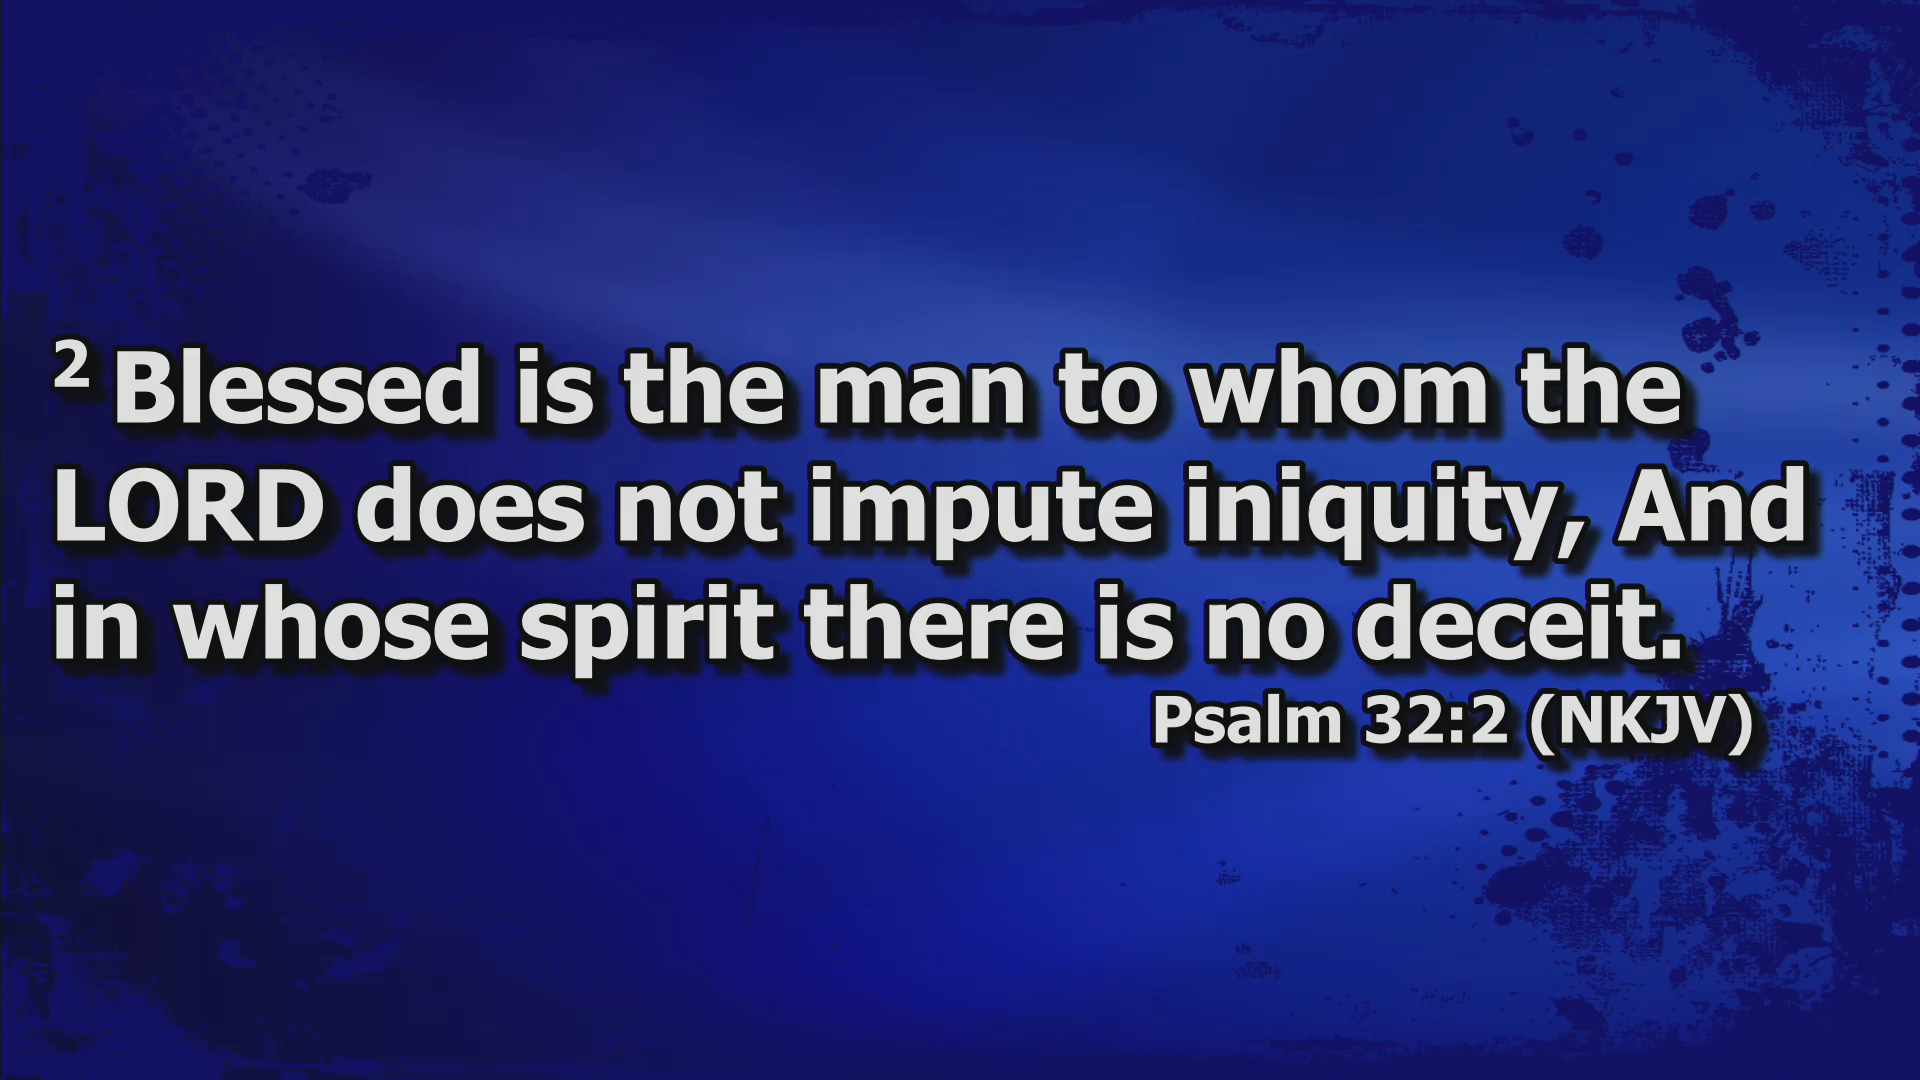 2 Blessed is the man to whom the
LORD does not impute iniquity, And
in whose spirit there is no deceit.
Psalm 32:2 (NKJV)